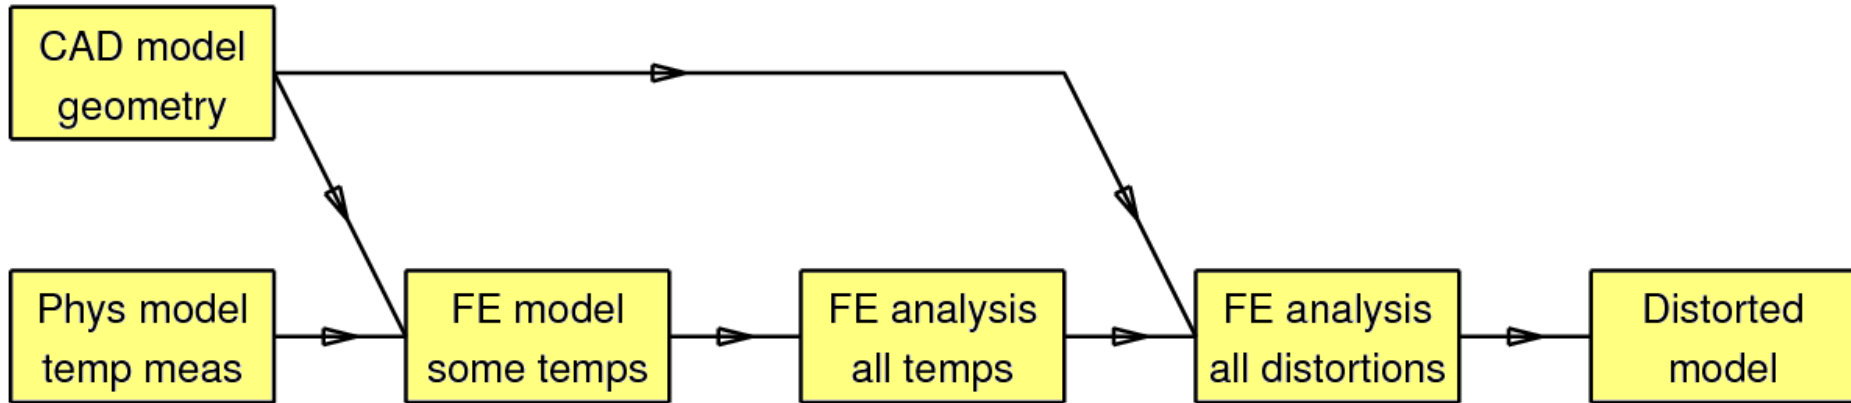 CAD model
geometry
Phys model
temp meas
FE model
some temps
FE analysis
all temps
FE analysis
all distortions
Distorted
model